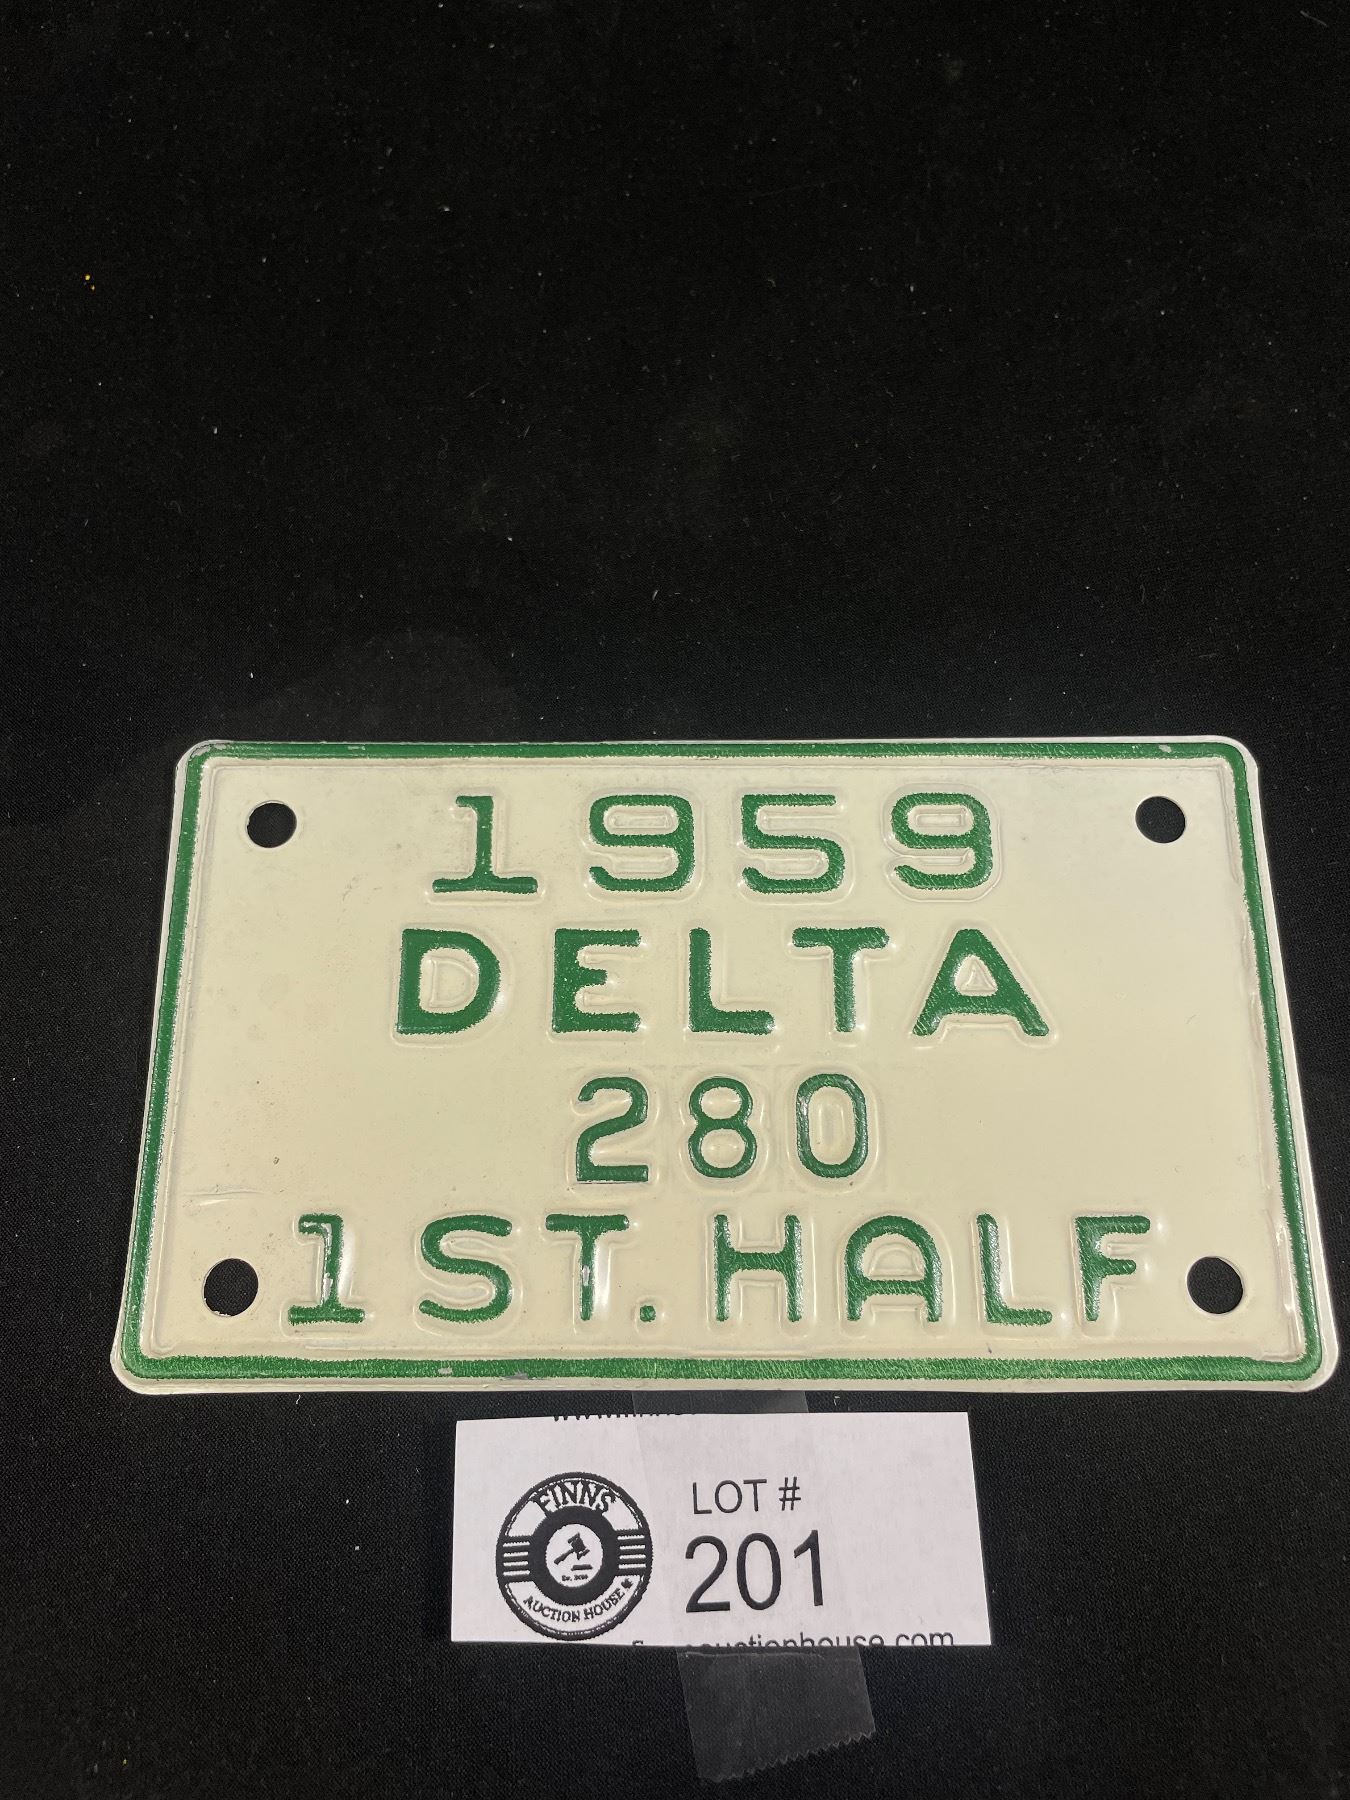 1959
DELTA
280
1ST. HALF
LOT #
FINNS
201
AUCTION HOUSE